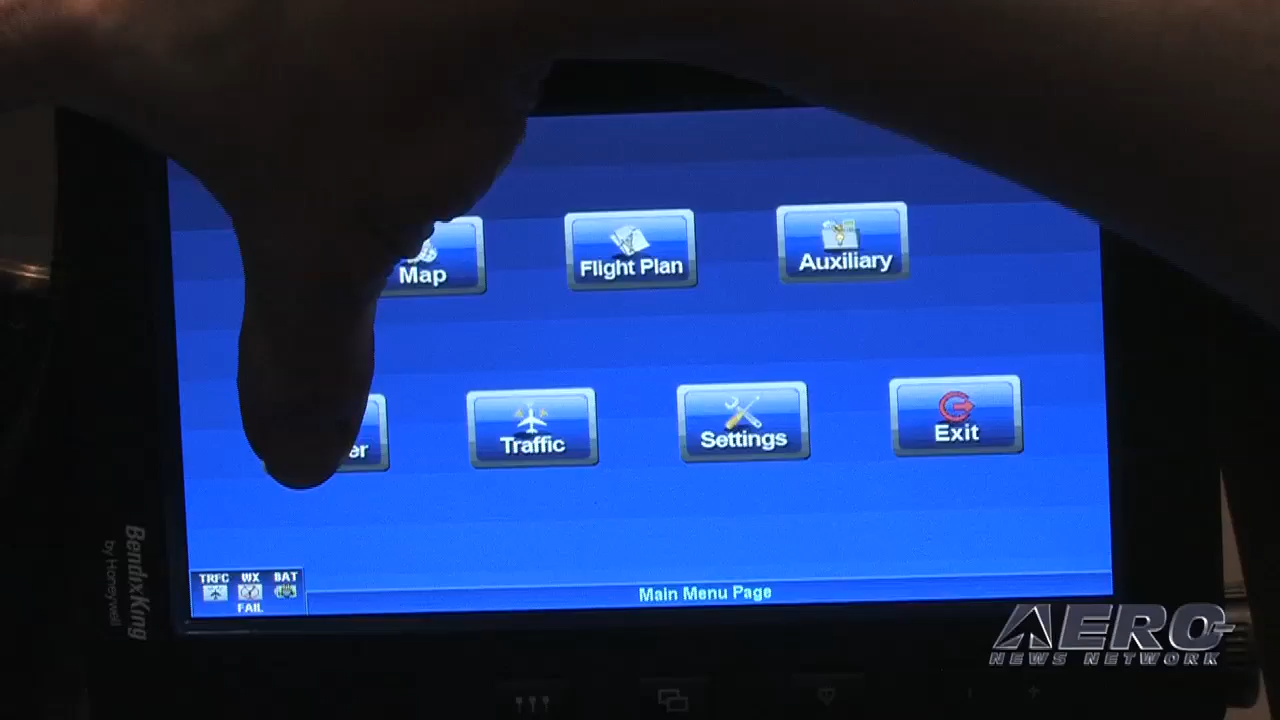 Map
Flight Plan
Auxiliary
er
Traffic
Settings
Exit
TRFC WX BAT
FAIL
Main Menu Page
BendixKing
by Honeywell
AERO
NEWS NETWORK